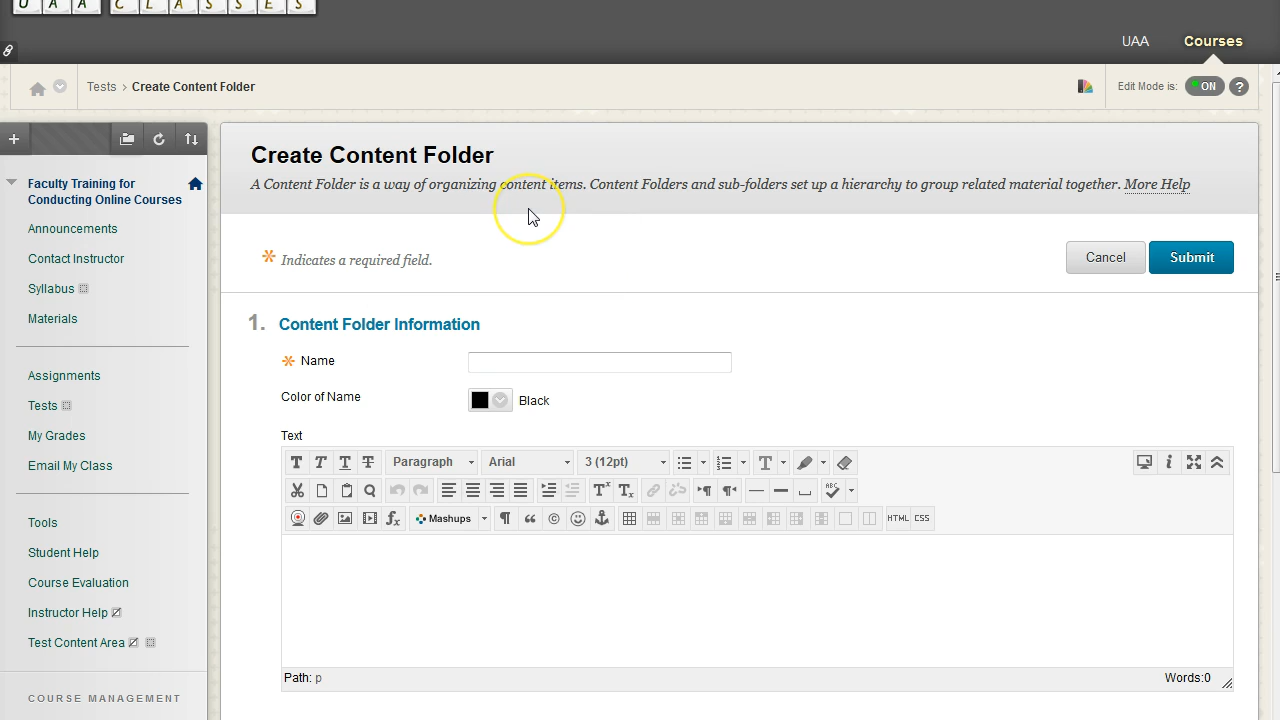 UAA CLASSES
UAA
Courses
Tests > Create Content Folder
Edit Mode is:
ON
?
Faculty Training for
Conducting Online Courses
Announcements
Contact Instructor
Syllabus
Materials
Assignments
Tests
My Grades
Email My Class
Tools
Student Help
Course Evaluation
Instructor Help
Test Content Area
COURSE MANAGEMENT
Create Content Folder
A Content Folder is a way of organizing content items. Content Folders and sub-folders set up a hierarchy to group related material together. More Help
* Indicates a required field.
Cancel
Submit
1. Content Folder Information
* Name
Color of Name
Black
Text
T T T T Paragraph Arial 3 (12pt) T
Tx Tx ABC
fx Mashups ¶ “ © HTML CSS
Path: p
Words:0